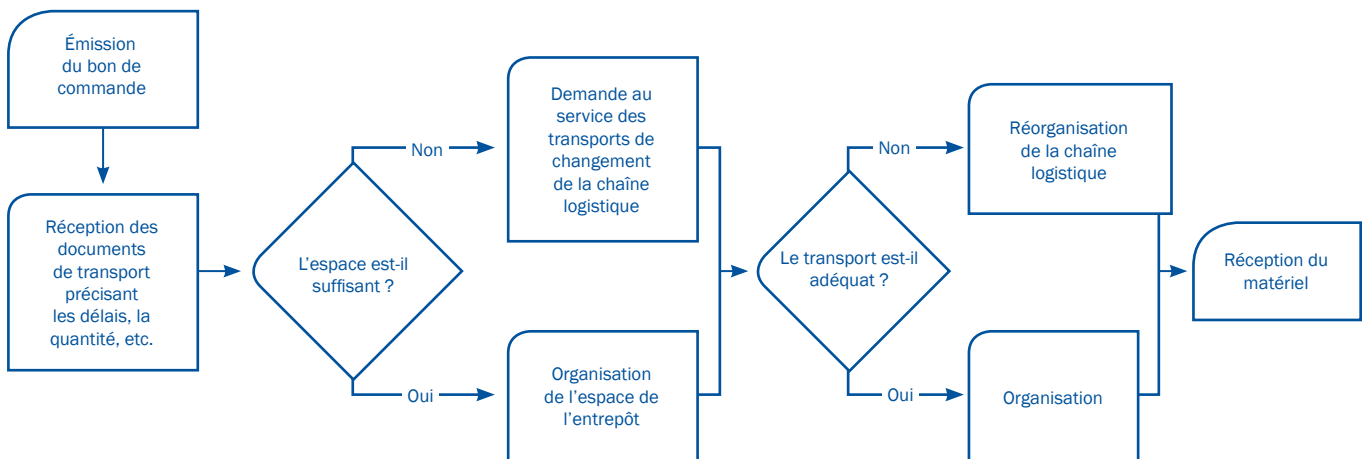 Émission
du bon de
commande
Réception des
documents
de transport
précisant
les délais, la
quantité, etc.
L'espace est-il
suffisant ?
Non
Demande au
service des
transports de
changement
de la chaîne
logistique
Oui
Organisation
de l'espace de
l'entrepôt
Le transport est-il
adéquat ?
Non
Réorganisation
de la chaîne
logistique
Oui
Organisation
Réception du
matériel